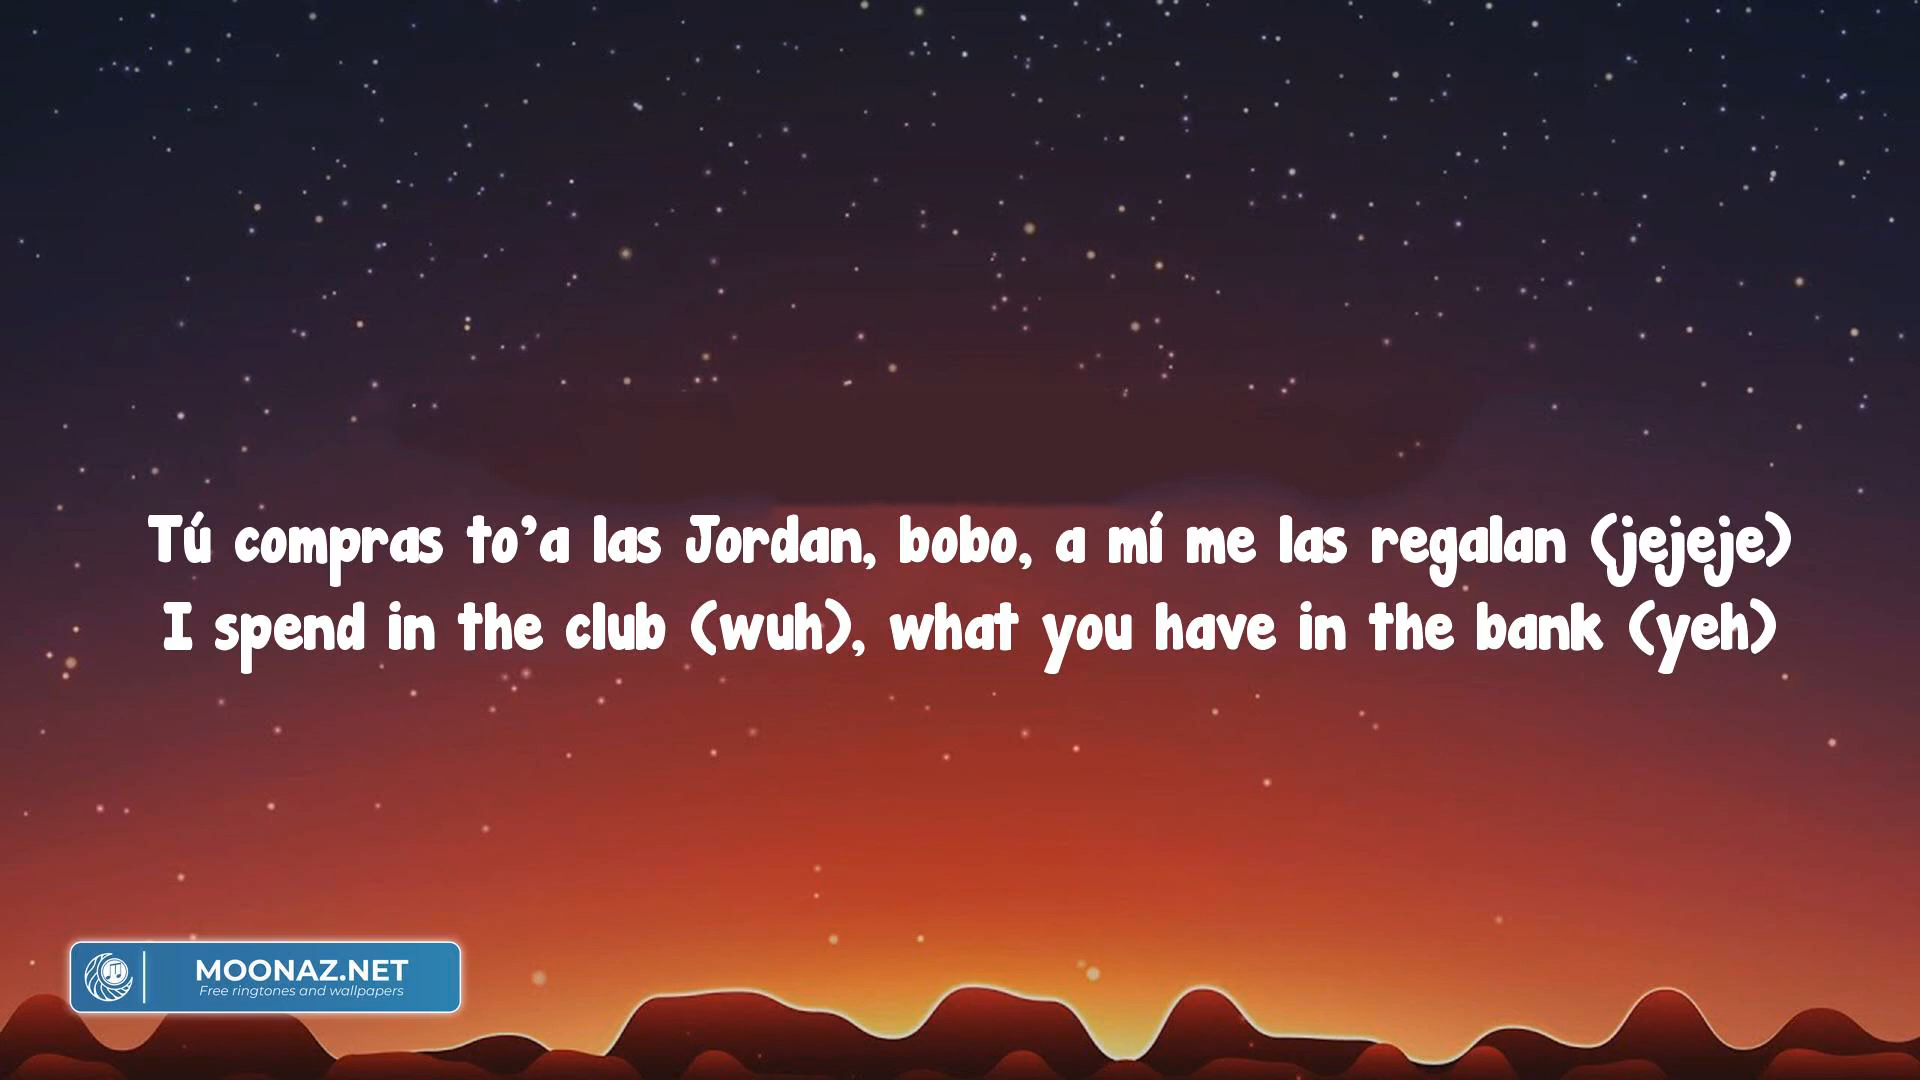 Tú compras to'a las Jordan, bobo, a mí me las regalan (jejeje)
I spend in the club (wuh), what you have in the bank (yeh)
MOONAZ.NET
Free ringtones and wallpapers